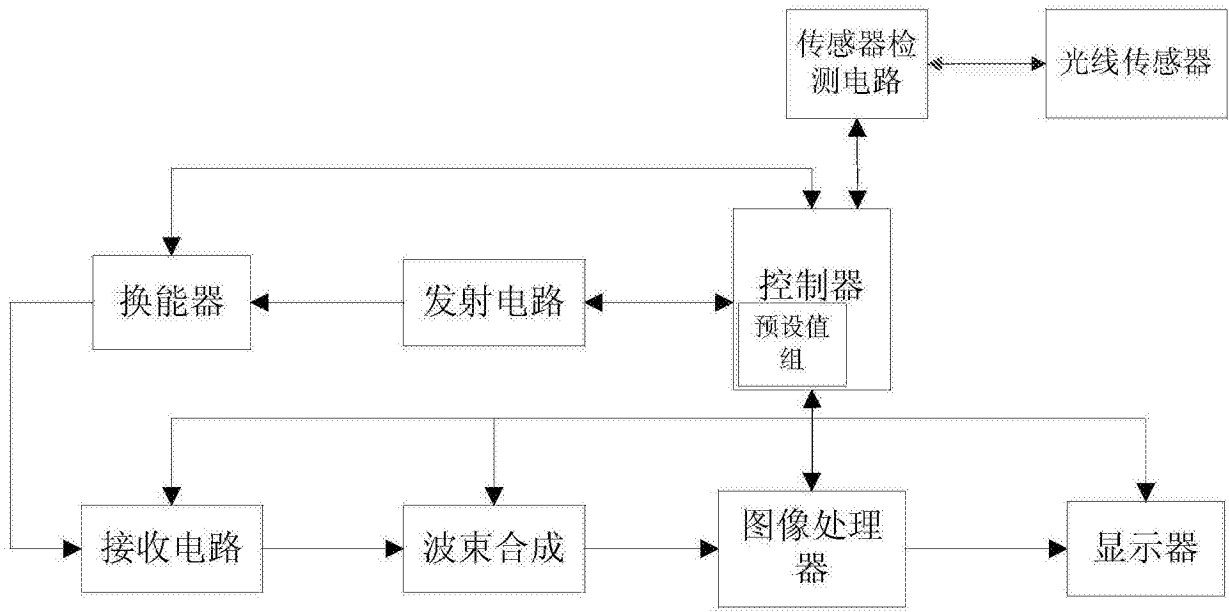 传感器检
测电路
光线传感器
换能器
发射电路
控制器
预设值
组
接收电路
波束合成
图像处理
器
显示器